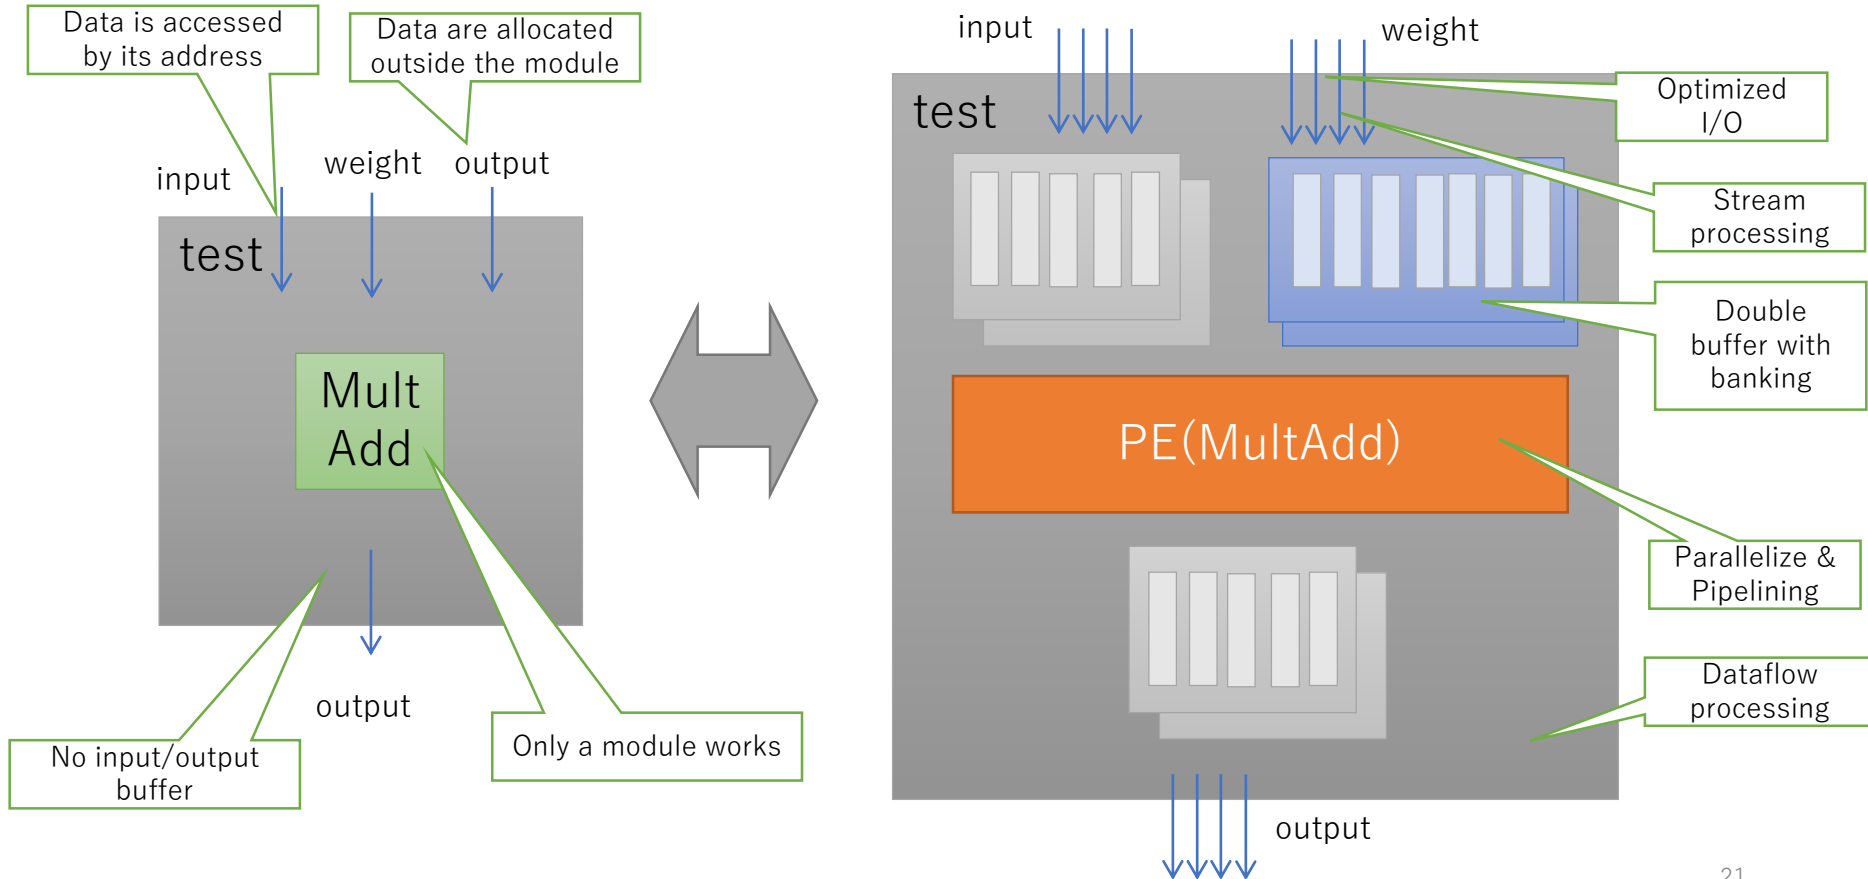 Data is accessed
by its address
Data are allocated
outside the module
input
weight
output
test
Mult
Add
output
No input/output
buffer
Only a module works
input
weight
test
Optimized
I/O
Stream
processing
Double
buffer with
banking
PE(MultAdd)
Parallelize &
Pipelining
Dataflow
processing
output
21